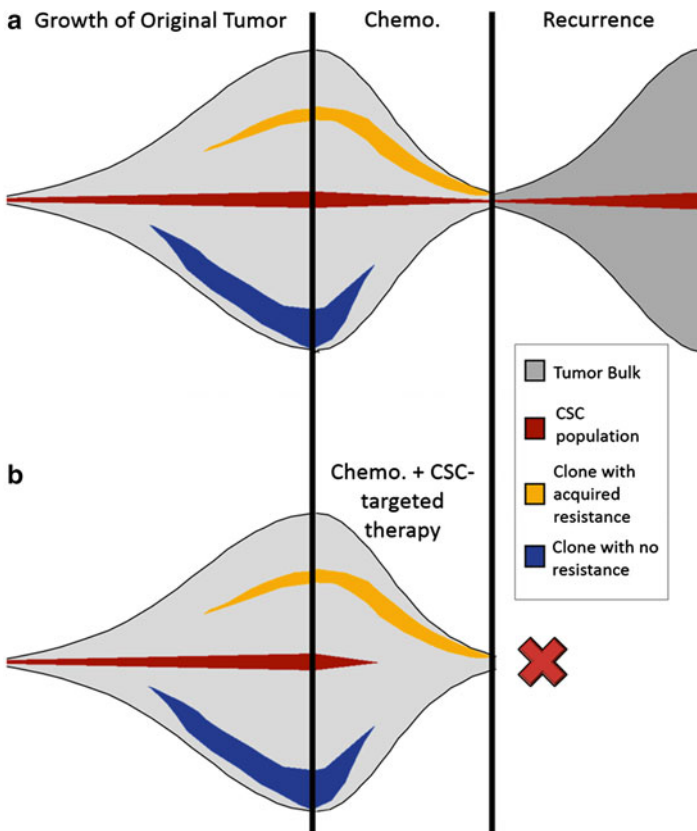 a
Growth of Original Tumor
Chemo.
Recurrence
Tumor Bulk
CSC
population
Clone with
acquired
resistance
Clone with no
resistance
b
Chemo. + CSC-
targeted
therapy